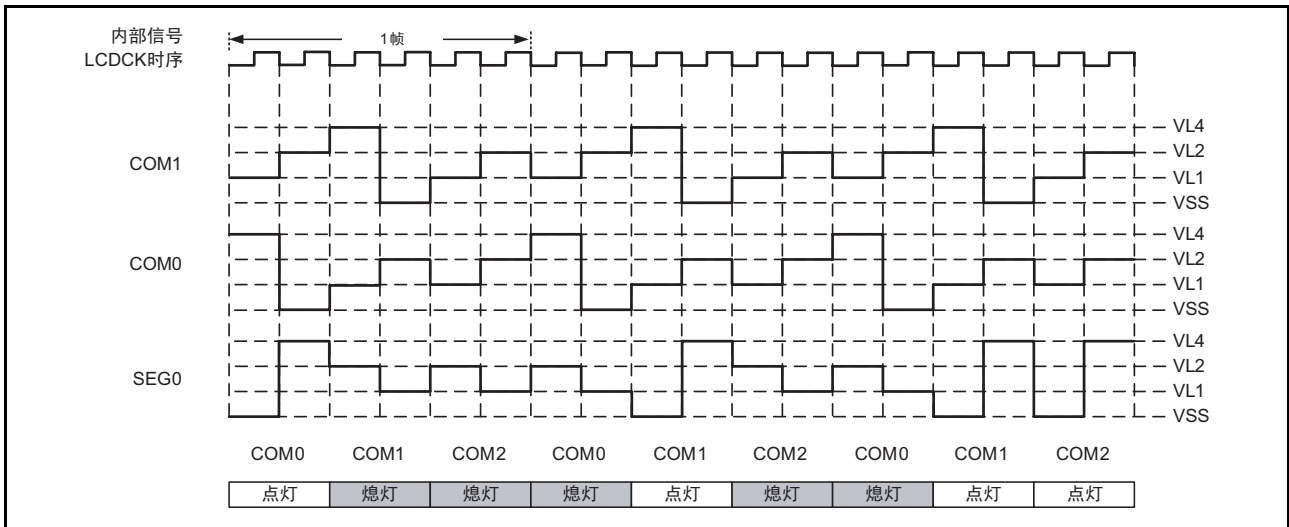 内部信号
LCDCK时序
1帧
COM1
VL4
VL2
VL1
VSS
COM0
VL4
VL2
VL1
VSS
SEG0
VL4
VL2
VL1
VSS
COM0 COM1 COM2 COM0 COM1 COM2 COM0 COM1 COM2
点灯 熄灯 熄灯 熄灯 点灯 熄灯 熄灯 点灯 点灯